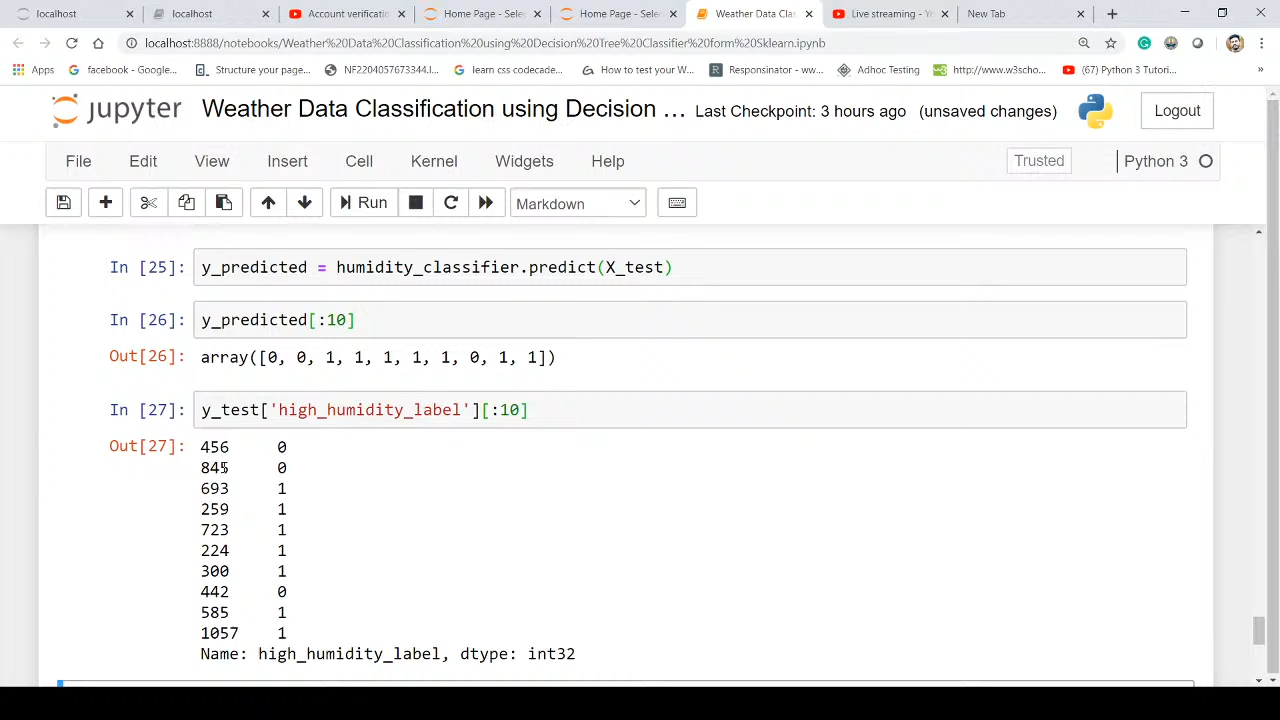 localhost
localhost
Account verificati
Home Page - Selec
Home Page - Selec
Weather Data Clas
Live streaming - Yo
New Tab
localhost:8888/notebooks/Weather%20Data%20Classification%20using%20Decision%20Tree%20Classifier%20form%20Sklearn.ipynb
Apps
facebook - Google...
Structure your page...
NF2201057673344.I...
learn css codecade...
How to test your W...
Responsinator - ww...
Adhoc Testing
http://www.w3scho...
(67) Python 3 Tutori...
»
jupyter
Weather Data Classification using Decision ...
Last Checkpoint: 3 hours ago (unsaved changes)
Logout
File Edit View Insert Cell Kernel Widgets Help
Trusted
Python 3
Run
Markdown
In [25]: y_predicted = humidity_classifier.predict(X_test)
In [26]: y_predicted[:10]
Out[26]: array([0, 0, 1, 1, 1, 1, 1, 0, 1, 1])
In [27]: y_test['high_humidity_label'][:10]
Out[27]: 456 0
845 0
693 1
259 1
723 1
224 1
300 1
442 0
585 1
1057 1
Name: high_humidity_label, dtype: int32